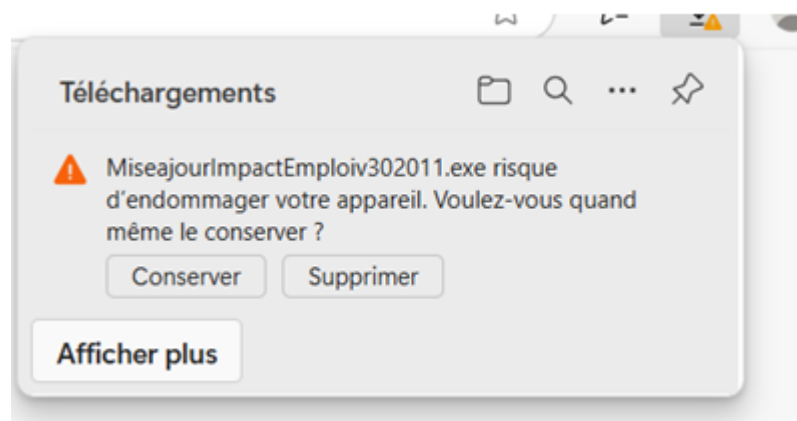 Téléchargements
MiseajourImpactEmploiv302011.exe risque
d'endommager votre appareil. Voulez-vous quand
même le conserver ?
Conserver Supprimer
Afficher plus